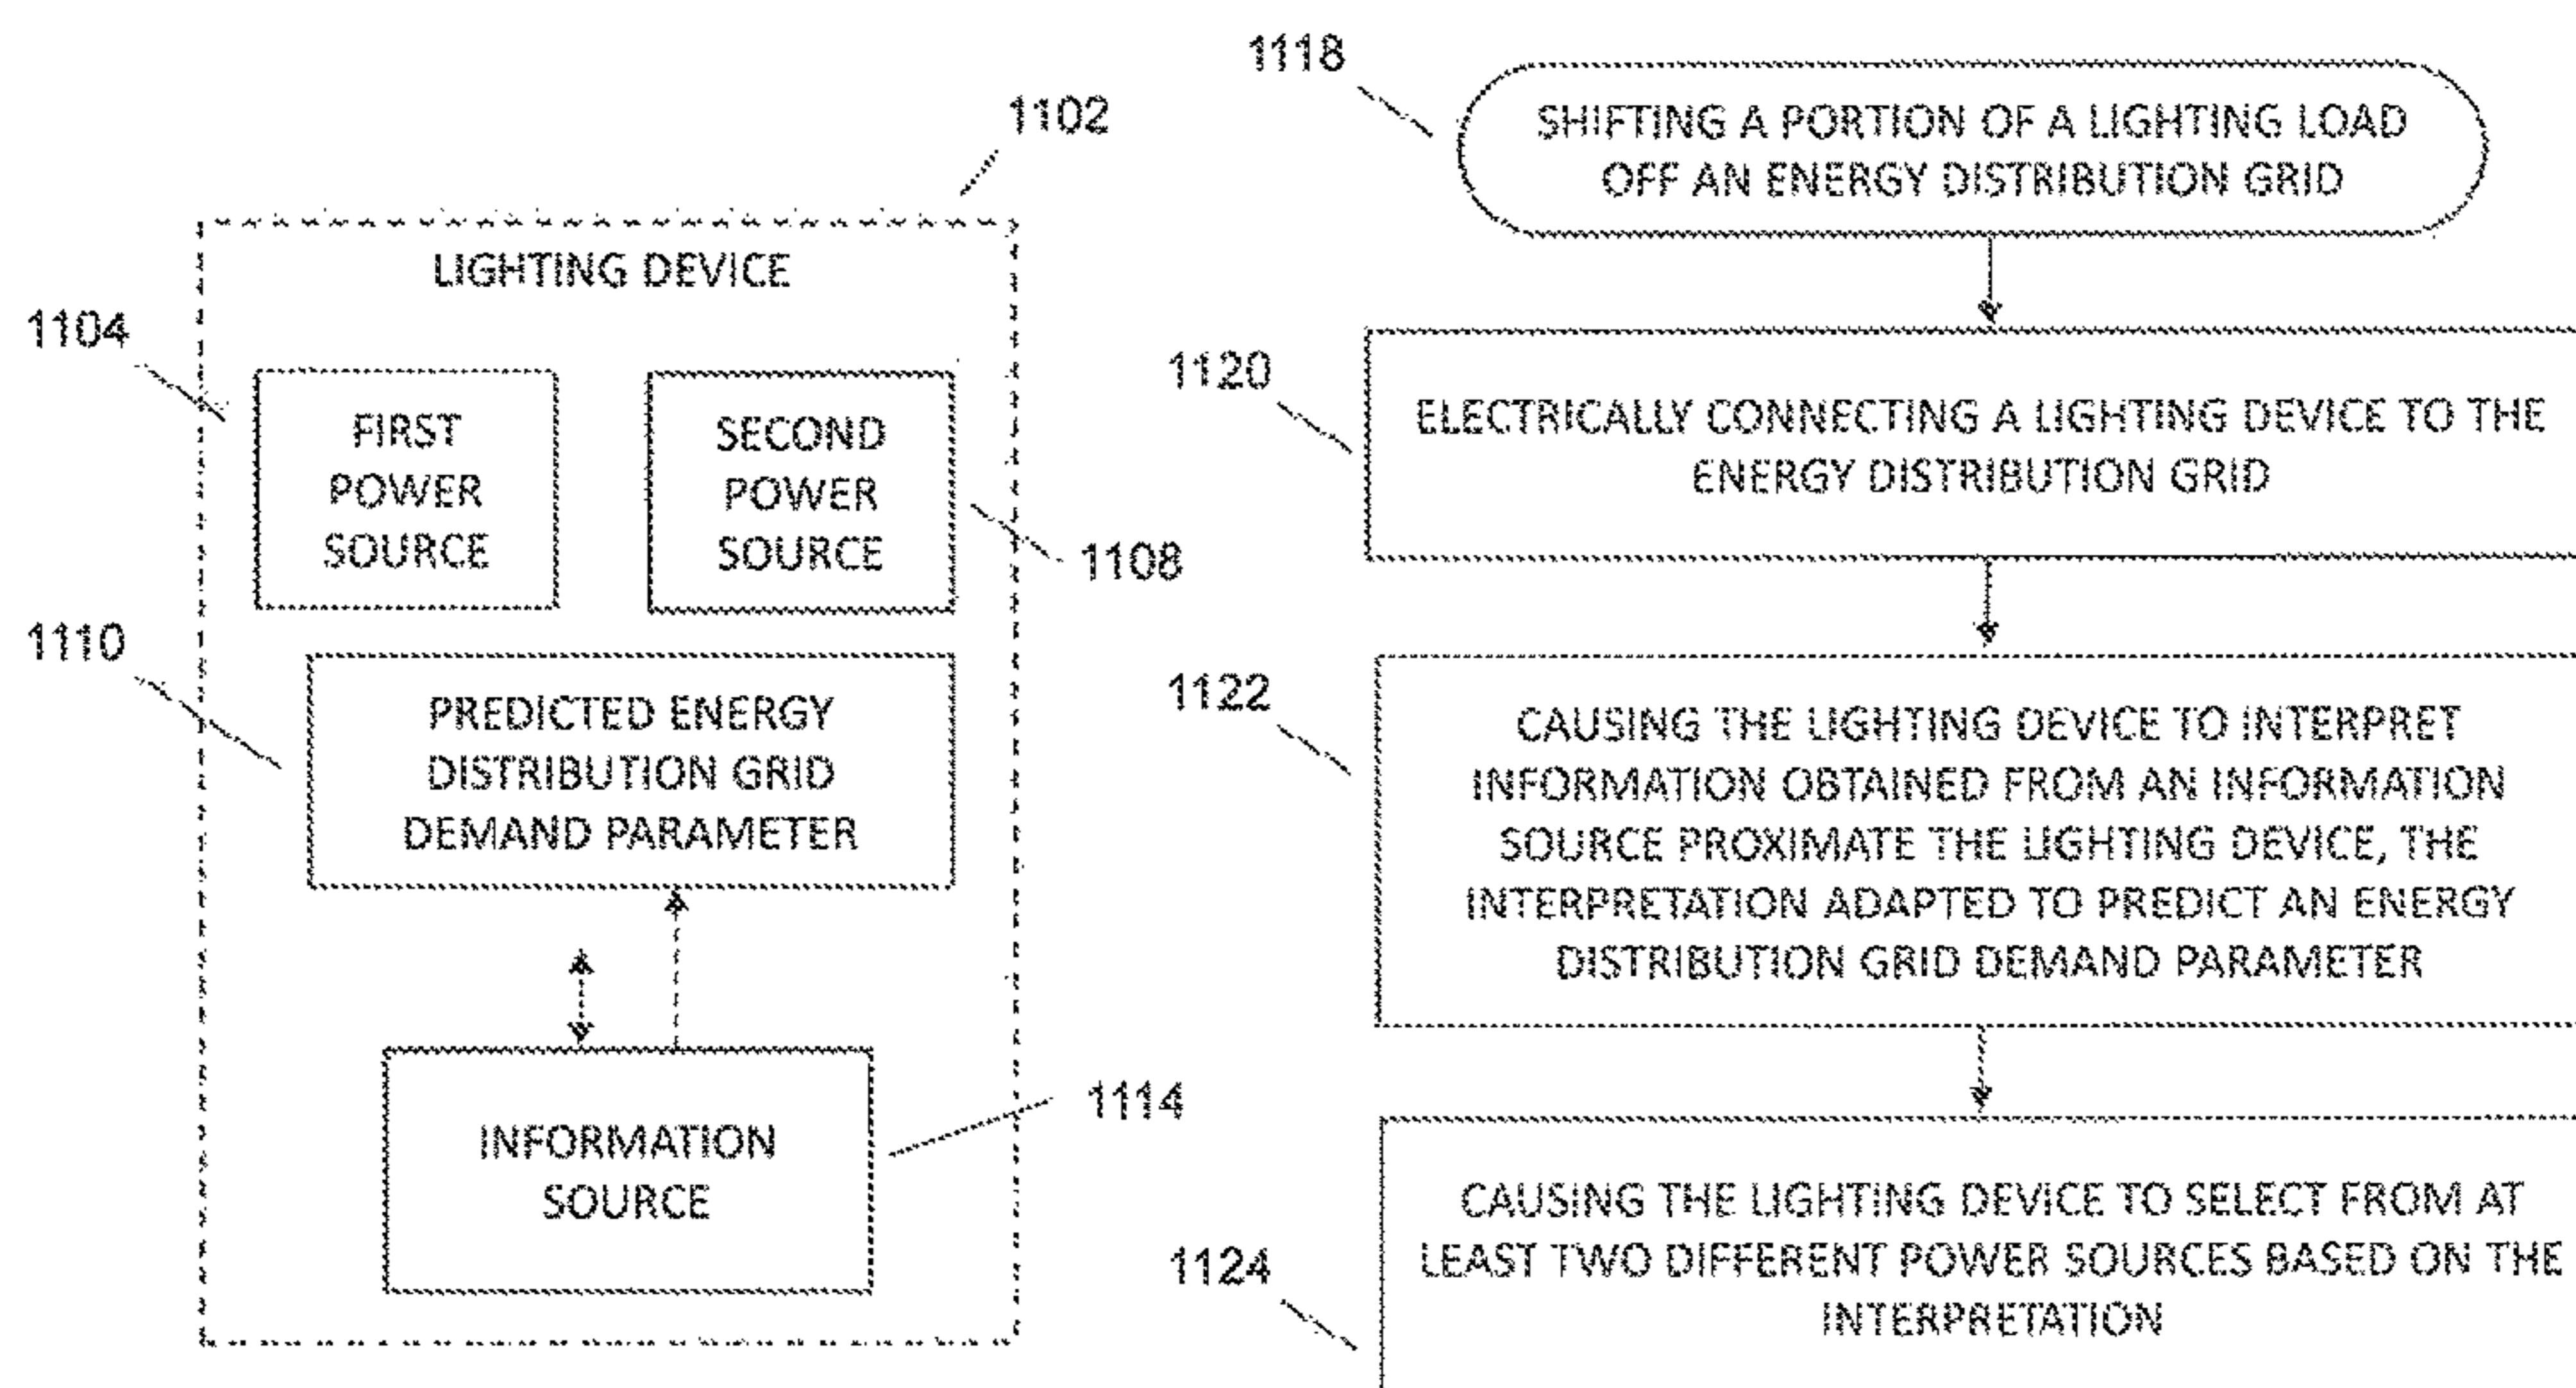 1102
LIGHTING DEVICE
1104
FIRST
POWER
SOURCE
SECOND
POWER
SOURCE
1108
1110
PREDICTED ENERGY
DISTRIBUTION GRID
DEMAND PARAMETER
INFORMATION
SOURCE
1114
1118
SHIFTING A PORTION OF A LIGHTING LOAD
OFF AN ENERGY DISTRIBUTION GRID
1120
ELECTRICALLY CONNECTING A LIGHTING DEVICE TO THE
ENERGY DISTRIBUTION GRID
1122
CAUSING THE LIGHTING DEVICE TO INTERPRET
INFORMATION OBTAINED FROM AN INFORMATION
SOURCE PROXIMATE THE LIGHTING DEVICE, THE
INTERPRETATION ADAPTED TO PREDICT AN ENERGY
DISTRIBUTION GRID DEMAND PARAMETER
1124
CAUSING THE LIGHTING DEVICE TO SELECT FROM AT
LEAST TWO DIFFERENT POWER SOURCES BASED ON THE
INTERPRETATION